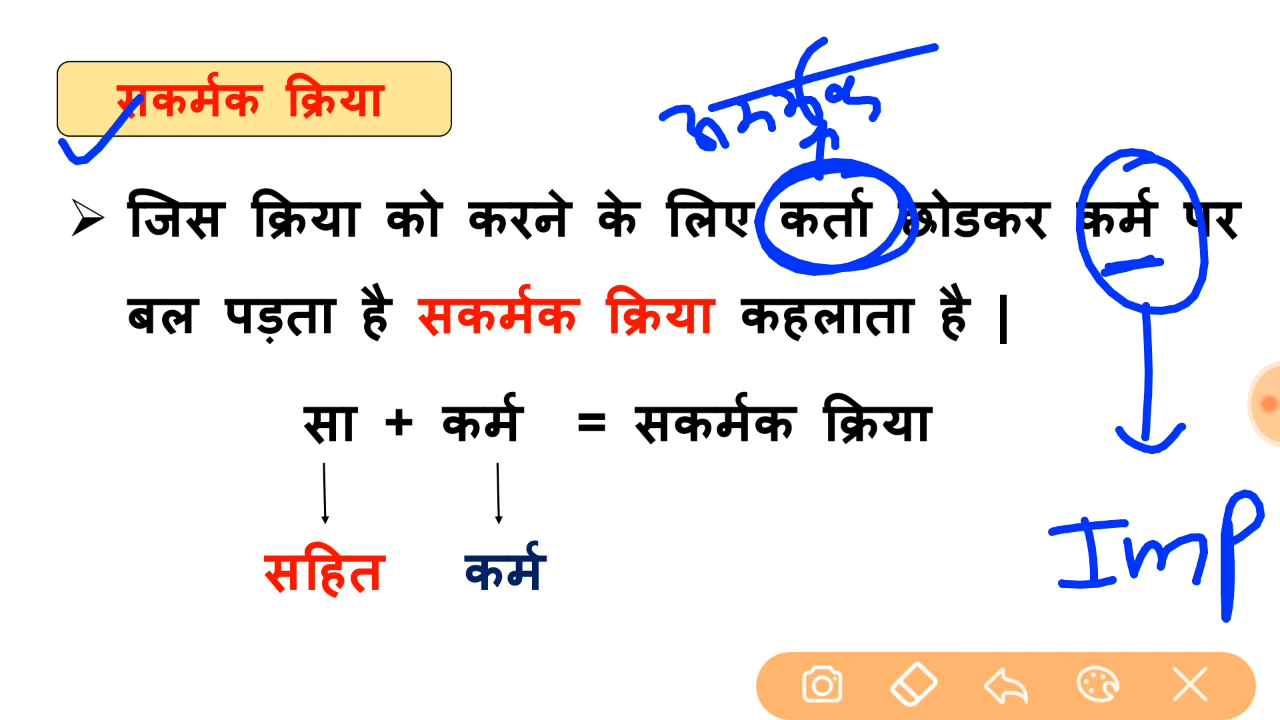 सकर्मक क्रिया
जिस क्रिया को करने के लिए कर्ता छोडकर कर्म पर
बल पड़ता है सकर्मक क्रिया कहलाता है |
सा + कर्म = सकर्मक क्रिया
सहित कर्म
Imp